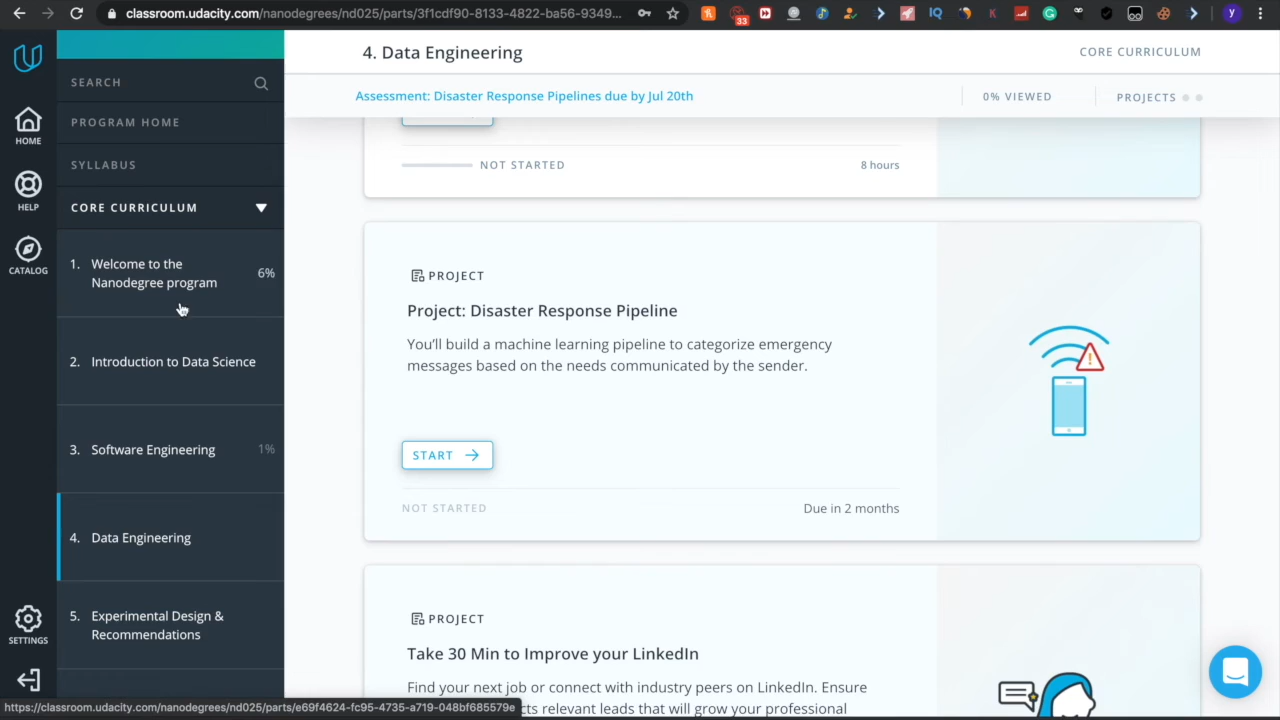 classroom.udacity.com/nanodegrees/nd025/parts/3f1cdf90-8133-4822-ba56-9349...
33
IQ
K
G
y
HOME
HELP
CATALOG
SETTINGS
SEARCH
PROGRAM HOME
SYLLABUS
CORE CURRICULUM
1. Welcome to the
Nanodegree program
6%
2. Introduction to Data Science
3. Software Engineering 1%
4. Data Engineering
5. Experimental Design &
Recommendations
4. Data Engineering
CORE CURRICULUM
Assessment: Disaster Response Pipelines due by Jul 20th
0% VIEWED
PROJECTS
NOT STARTED
8 hours
PROJECT
Project: Disaster Response Pipeline
You'll build a machine learning pipeline to categorize emergency
messages based on the needs communicated by the sender.
START
NOT STARTED
Due in 2 months
PROJECT
Take 30 Min to Improve your LinkedIn
Find your next job or connect with industry peers on LinkedIn. Ensure
cts relevant leads that will grow your professional
https://classroom.udacity.com/nanodegrees/nd025/parts/e69f4624-fc95-4735-a719-048bf685579e